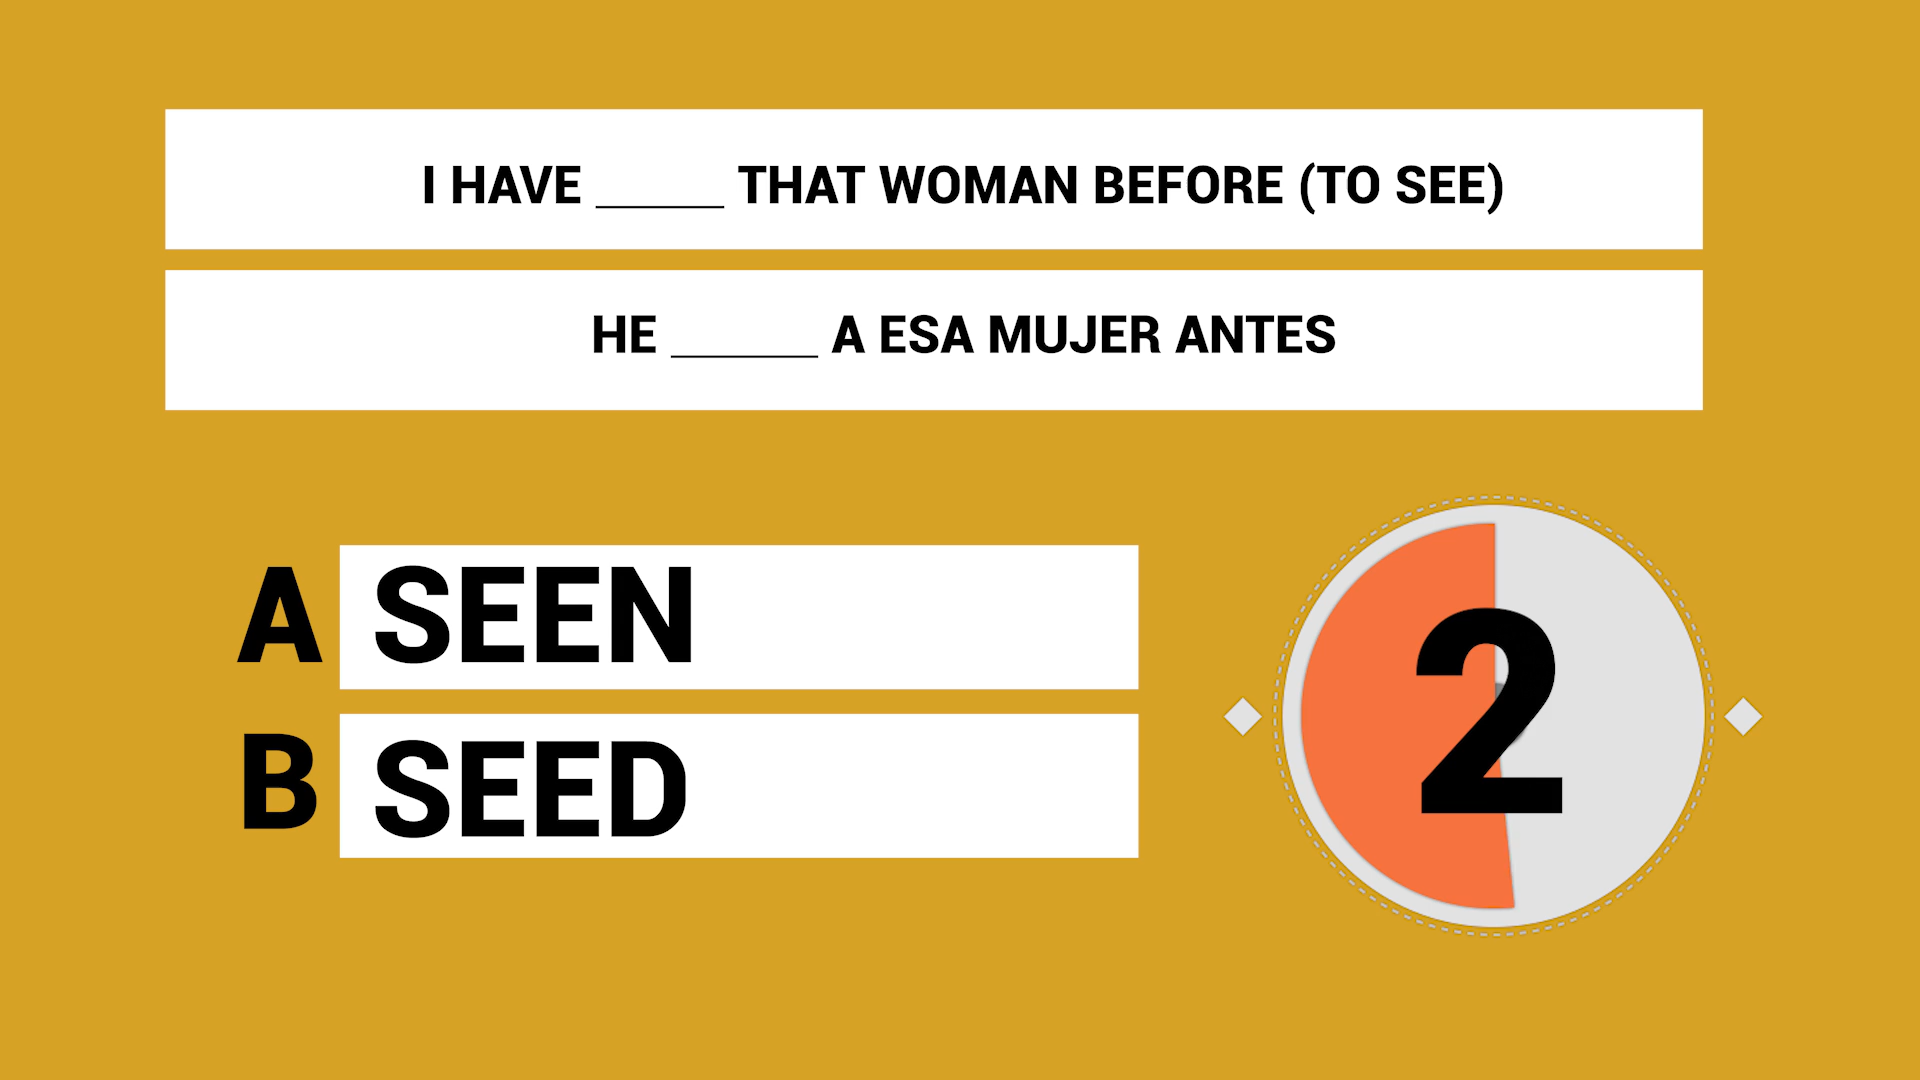 I HAVE _____ THAT WOMAN BEFORE (TO SEE)
HE ______ A ESA MUJER ANTES
A SEEN
B SEED
2